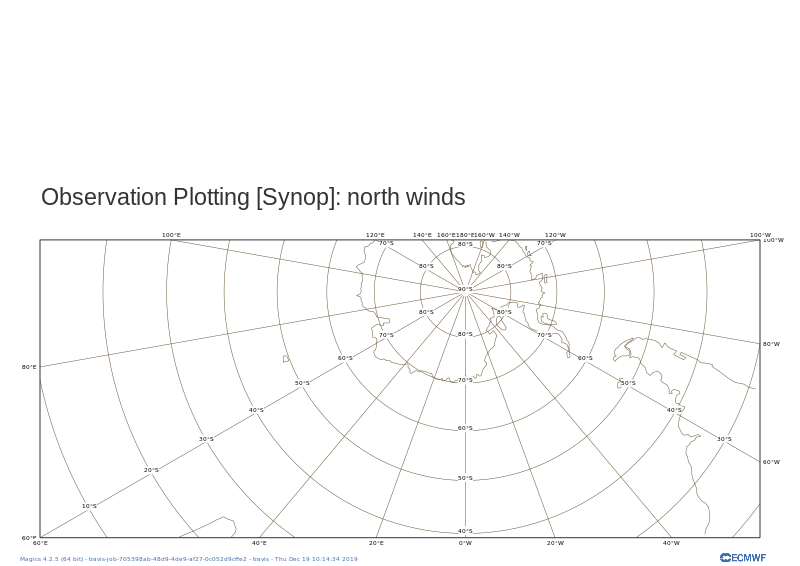 Observation Plotting [Synop]: north winds
100°E 120°E 140°E 160°E 180°E 160°W 140°W 120°W 100°W
70°S 80°S 70°S 100°W
80°S 80°S
90°S
80°S 80°S
70°S 80°S 70°S
80°W
60°S 60°S
80°E
50°S 70°S 50°S
40°S 40°S
60°S
30°S 30°S
60°W
20°S 50°S
10°S
40°S
60°E
60°E 40°E 20°E 0°W 20°W 40°W
Magics 4.2.5 (64 bit) - travis-job-705398ab-48d9-4de9-af27-0c052d9cffe2 - travis - Thu Dec 19 10:14:34 2019
ECMWF